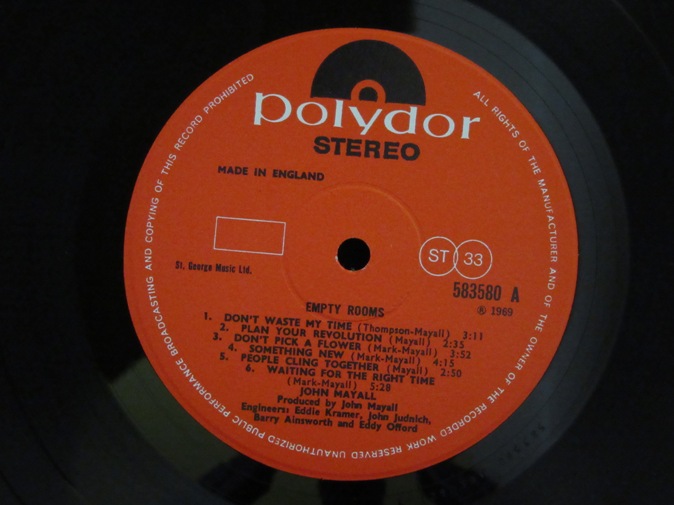 polydor
STEREO
MADE IN ENGLAND
ST 33
St. George Music Ltd.
583580 A
℗ 1969
EMPTY ROOMS
1. DON'T WASTE MY TIME (Thompson-Mayall) 3:11
2. PLAN YOUR REVOLUTION (Mayall) 2:35
3. DON'T PICK A FLOWER (Mark-Mayall) 3:52
4. SOMETHING NEW (Mark-Mayall) 4:15
5. PEOPLE CLING TOGETHER (Mayall) 2:50
6. WAITING FOR THE RIGHT TIME
(Mark-Mayall) 5:28
JOHN MAYALL
Produced by John Mayall
Engineers: Eddie Kramer, John Judnich,
Barry Ainsworth and Eddy Offord
ALL RIGHTS OF THE MANUFACTURER AND OF THE OWNER OF THE RECORDED WORK RESERVED UNAUTHORIZED PUBLIC PERFORMANCE BROADCASTING AND COPYING OF THIS RECORD PROHIBITED